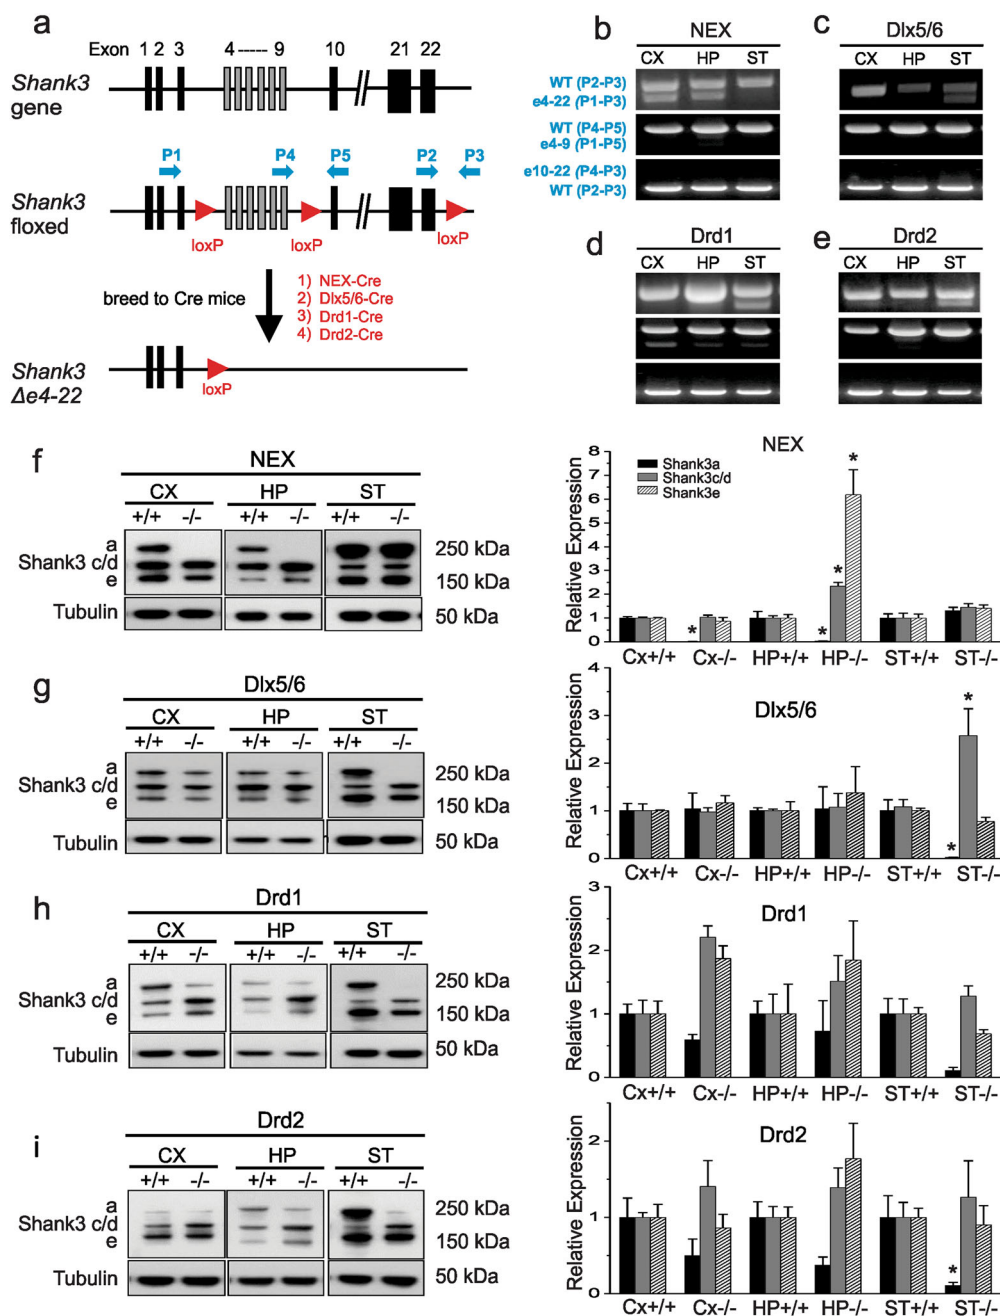 a
Exon 1 2 3 4 ----- 9 10 21 22
Shank3
gene
P1 P4 P5 P2 P3
Shank3
floxed
loxP loxP loxP
breed to Cre mice
1) NEX-Cre
2) Dlx5/6-Cre
3) Drd1-Cre
4) Drd2-Cre
Shank3
Δe4-22
loxP
b NEX
CX HP ST
WT (P2-P3)
e4-22 (P1-P3)
WT (P4-P5)
e4-9 (P1-P5)
e10-22 (P4-P3)
WT (P2-P3)
c Dlx5/6
CX HP ST
d Drd1
CX HP ST
e Drd2
CX HP ST
f NEX
CX HP ST
+/+ -/- +/+ -/- +/+ -/-
a 250 kDa
Shank3 c/d
e 150 kDa
Tubulin 50 kDa
NEX
Shank3a
Shank3c/d
Shank3e
Relative Expression
8
7
6
5
4
3
2
1
0
* * * *
*
Cx+/+ Cx-/- HP+/+ HP-/- ST+/+ ST-/-
g Dlx5/6
CX HP ST
+/+ -/- +/+ -/- +/+ -/-
a 250 kDa
Shank3 c/d
e 150 kDa
Tubulin 50 kDa
Dlx5/6
Relative Expression
4
3
2
1
0
* *
Cx+/+ Cx-/- HP+/+ HP-/- ST+/+ ST-/-
h Drd1
CX HP ST
+/+ -/- +/+ -/- +/+ -/-
a 250 kDa
Shank3 c/d
e 150 kDa
Tubulin 50 kDa
Drd1
Relative Expression
3
2
1
0
Cx+/+ Cx-/- HP+/+ HP-/- ST+/+ ST-/-
i Drd2
CX HP ST
+/+ -/- +/+ -/- +/+ -/-
a 250 kDa
Shank3 c/d
e 150 kDa
Tubulin 50 kDa
Drd2
Relative Expression
2
1
0
*
Cx+/+ Cx-/- HP+/+ HP-/- ST+/+ ST-/-